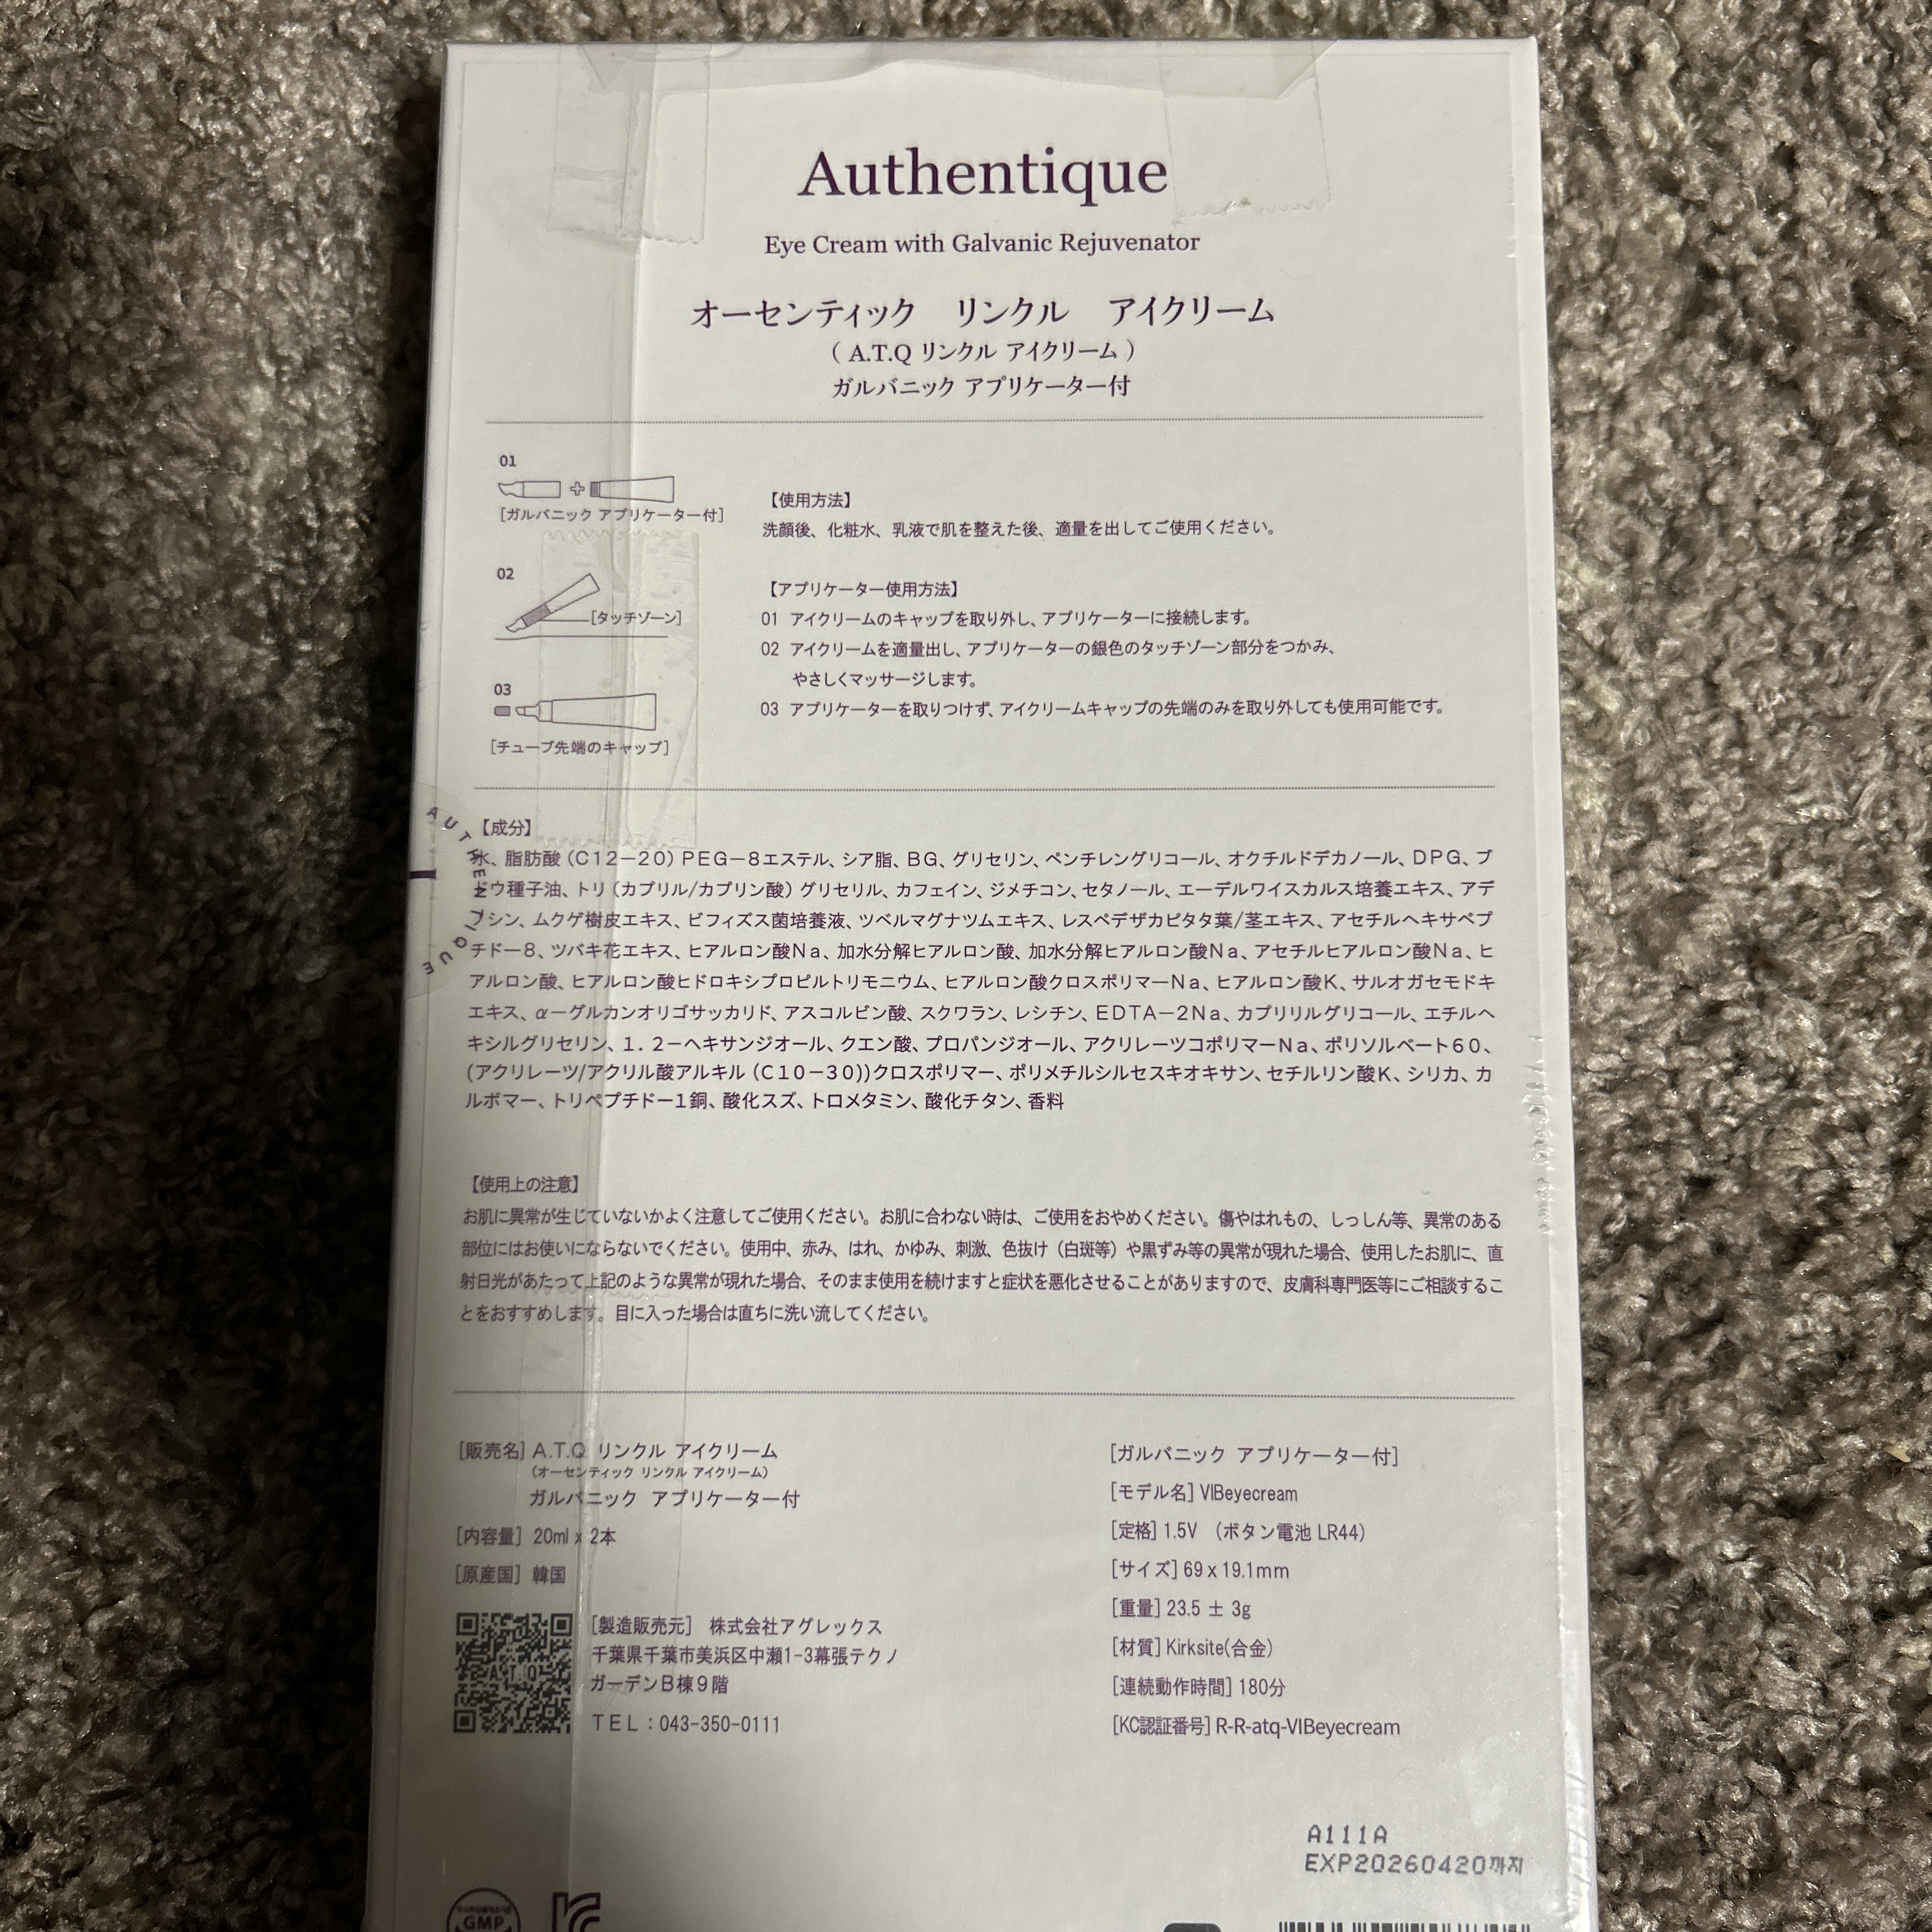 Authentique
Eye Cream with Galvanic Rejuvenator
オーセンティック　リンクル　アイクリーム
（ A.T.Q リンクル アイクリーム ）
ガルバニック アプリケーター付
01
[ガルバニック アプリケーター付]
02
[タッチゾーン]
03
[チューブ先端のキャップ]
【使用方法】
洗顔後、化粧水、乳液で肌を整えた後、適量を出してご使用ください。
【アプリケーター使用方法】
01 アイクリームのキャップを取り外し、アプリケーターに接続します。
02 アイクリームを適量出し、アプリケーターの銀色のタッチゾーン部分をつかみ、
やさしくマッサージします。
03 アプリケーターを取りつけず、アイクリームキャップの先端のみを取り外しても使用可能です。
AUTHENTIQUE
【成分】
水、脂肪酸（C12－20）PEG－8エステル、シア脂、BG、グリセリン、ペンチレングリコール、オクチルドデカノール、DPG、ブ
ドウ種子油、トリ（カプリル/カプリン酸）グリセリル、カフェイン、ジメチコン、セタノール、エーデルワイスカルス培養エキス、アデ
ノシン、ムクゲ樹皮エキス、ビフィズス菌培養液、ツベルマグナツムエキス、レスペデザカピタタ葉/茎エキス、アセチルヘキサペプ
チドー8、ツバキ花エキス、ヒアルロン酸Na、加水分解ヒアルロン酸、加水分解ヒアルロン酸Na、アセチルヒアルロン酸Na、ヒ
アルロン酸、ヒアルロン酸ヒドロキシプロピルトリモニウム、ヒアルロン酸クロスポリマーNa、ヒアルロン酸K、サルオガセモドキ
エキス、α－グルカンオリゴサッカリド、アスコルビン酸、スクワラン、レシチン、EDTA－2Na、カプリリルグリコール、エチルヘ
キシルグリセリン、1．2－ヘキサンジオール、クエン酸、プロパンジオール、アクリレーツコポリマーNa、ポリソルベート60、
(アクリレーツ/アクリル酸アルキル（C10－30))クロスポリマー、ポリメチルシルセスキオキサン、セチルリン酸K、シリカ、カ
ルボマー、トリペプチドー1銅、酸化スズ、トロメタミン、酸化チタン、香料
【使用上の注意】
お肌に異常が生じていないかよく注意してご使用ください。お肌に合わない時は、ご使用をおやめください。傷やはれもの、しっしん等、異常のある
部位にはお使いにならないでください。使用中、赤み、はれ、かゆみ、刺激、色抜け（白斑等）や黒ずみ等の異常が現れた場合、使用したお肌に、直
射日光があたって上記のような異常が現れた場合、そのまま使用を続けますと症状を悪化させることがありますので、皮膚科専門医等にご相談するこ
とをおすすめします。目に入った場合は直ちに洗い流してください。
[販売名] A.T.Q リンクル アイクリーム
（オーセンティック リンクル アイクリーム）
ガルバニック アプリケーター付
[内容量] 20ml x 2本
[原産国] 韓国
A.T.Q
[製造販売元] 株式会社アグレックス
千葉県千葉市美浜区中瀬1-3幕張テクノ
ガーデンB棟9階
TEL：043-350-0111
[ガルバニック アプリケーター付]
[モデル名] VIBeyecream
[定格] 1.5V （ボタン電池 LR44）
[サイズ] 69 x 19.1mm
[重量] 23.5 ± 3g
[材質] Kirksite(合金)
[連続動作時間] 180分
[KC認証番号] R-R-atq-VIBeyecream
A111A
EXP20260420까지
GMP